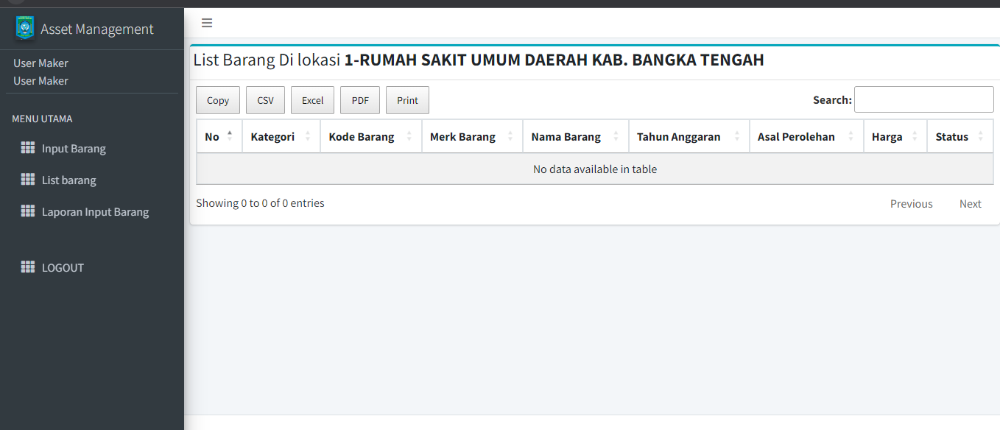 Asset Management
User Maker
User Maker
MENU UTAMA
Input Barang
List barang
Laporan Input Barang
LOGOUT
List Barang Di lokasi 1-RUMAH SAKIT UMUM DAERAH KAB. BANGKA TENGAH
Copy CSV Excel PDF Print Search:
No Kategori Kode Barang Merk Barang Nama Barang Tahun Anggaran Asal Perolehan Harga Status
No data available in table
Showing 0 to 0 of 0 entries Previous Next